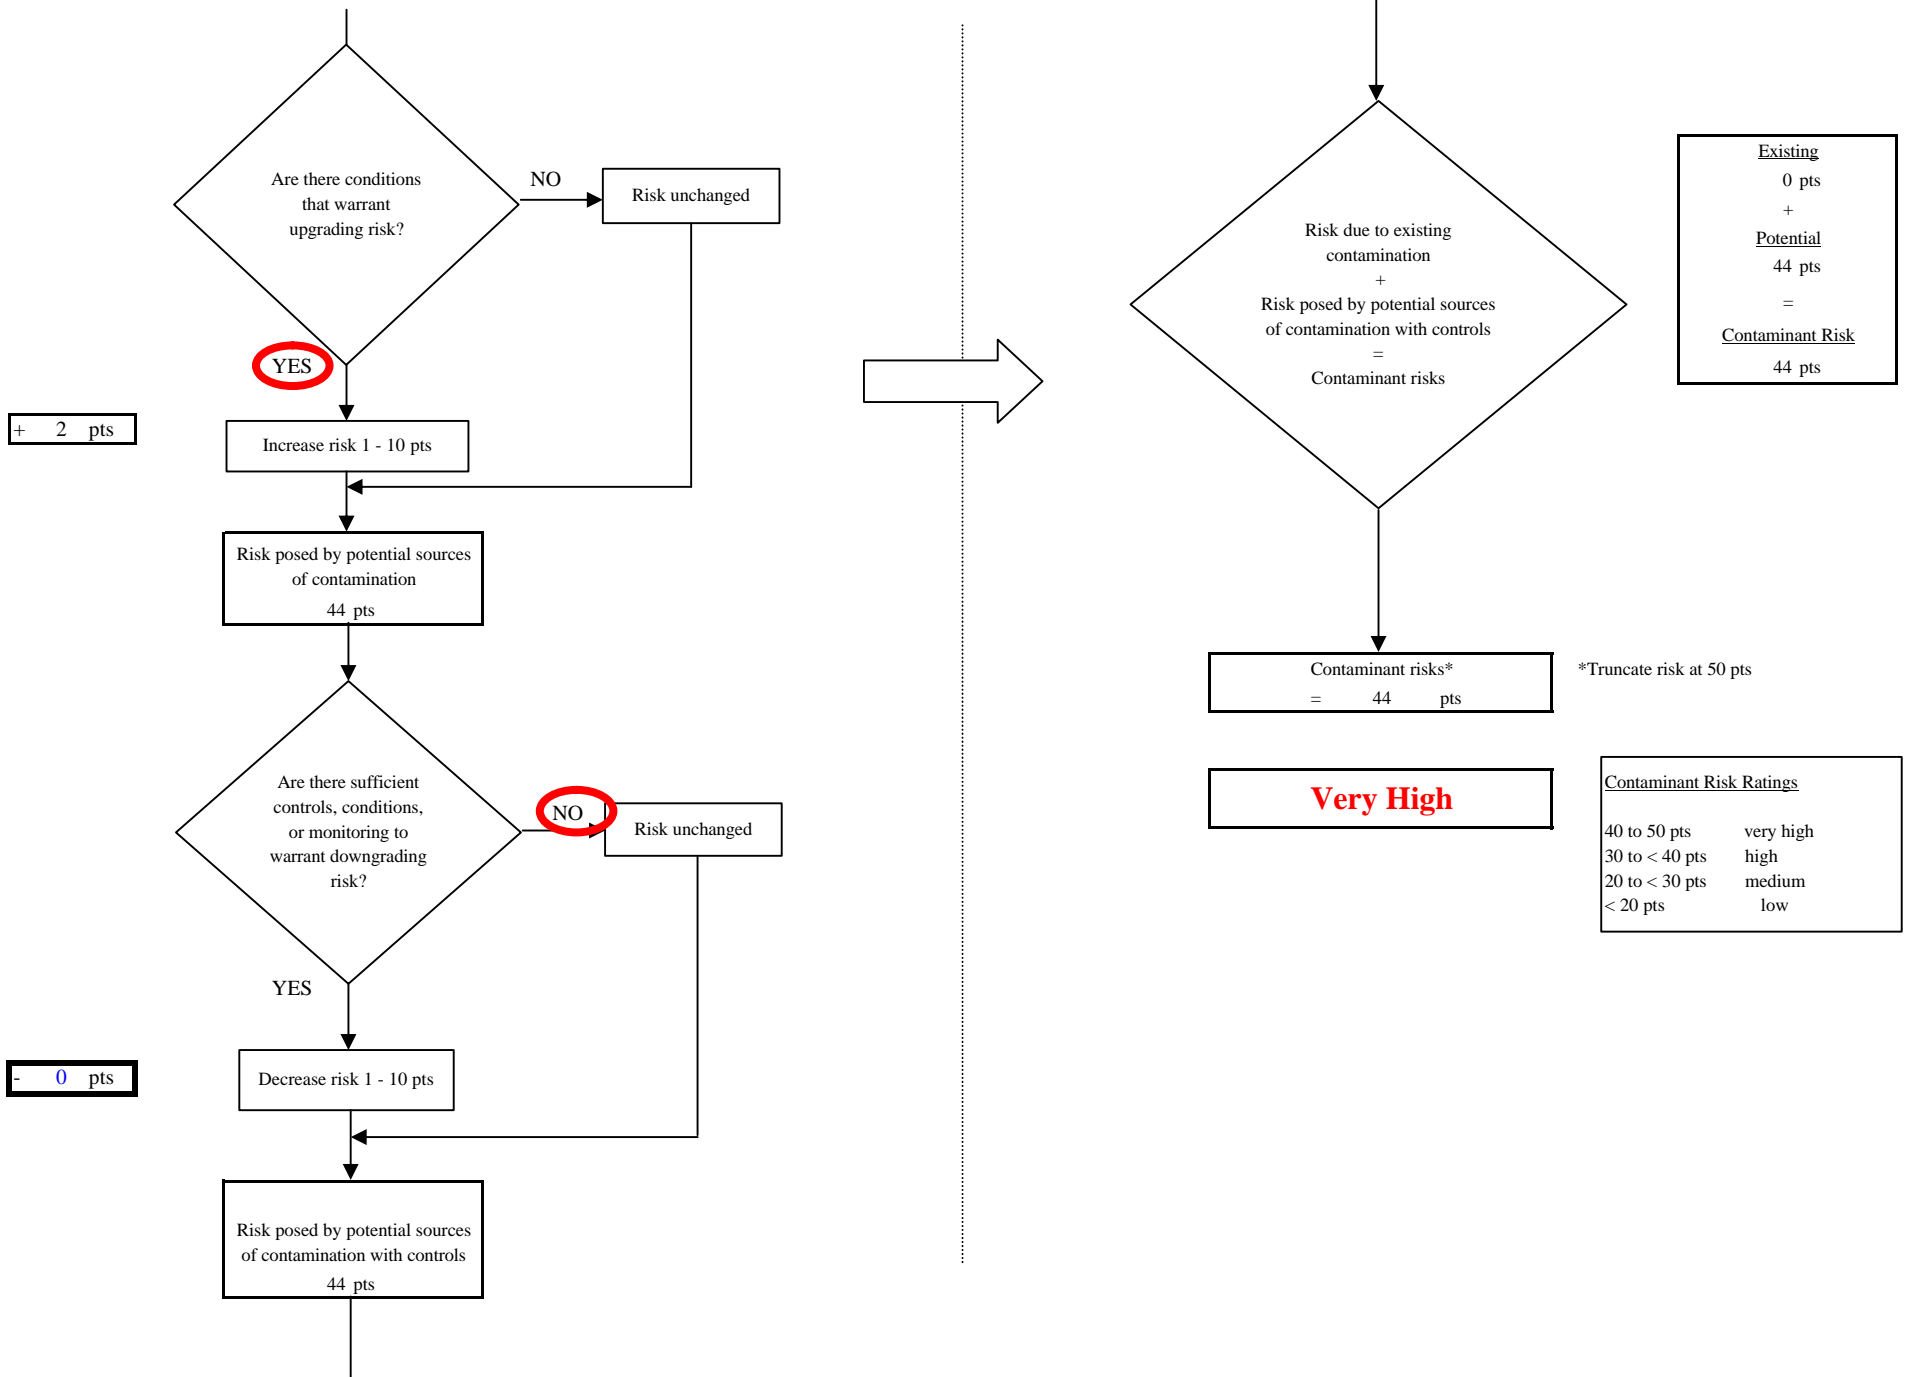 Are there conditions
that warrant
upgrading risk?
NO
Risk unchanged
YES
+ 2 pts
Increase risk 1 - 10 pts
Risk posed by potential sources
of contamination
44 pts
Are there sufficient
controls, conditions,
or monitoring to
warrant downgrading
risk?
NO
Risk unchanged
YES
- 0 pts
Decrease risk 1 - 10 pts
Risk posed by potential sources
of contamination with controls
44 pts
Risk due to existing
contamination
+
Risk posed by potential sources
of contamination with controls
=
Contaminant risks
Existing
0 pts
+
Potential
44 pts
=
Contaminant Risk
44 pts
Contaminant risks*
= 44 pts
*Truncate risk at 50 pts
Very High
Contaminant Risk Ratings
40 to 50 pts very high
30 to < 40 pts high
20 to < 30 pts medium
< 20 pts low